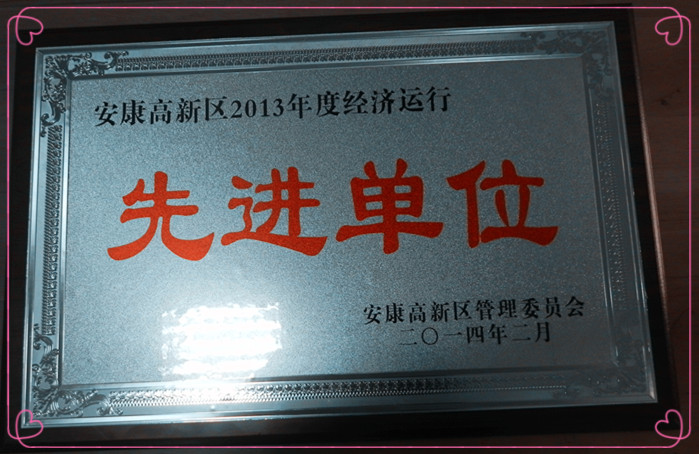 安康高新区2013年度经济运行
先进单位
安康高新区管理委员会
二〇一四年二月